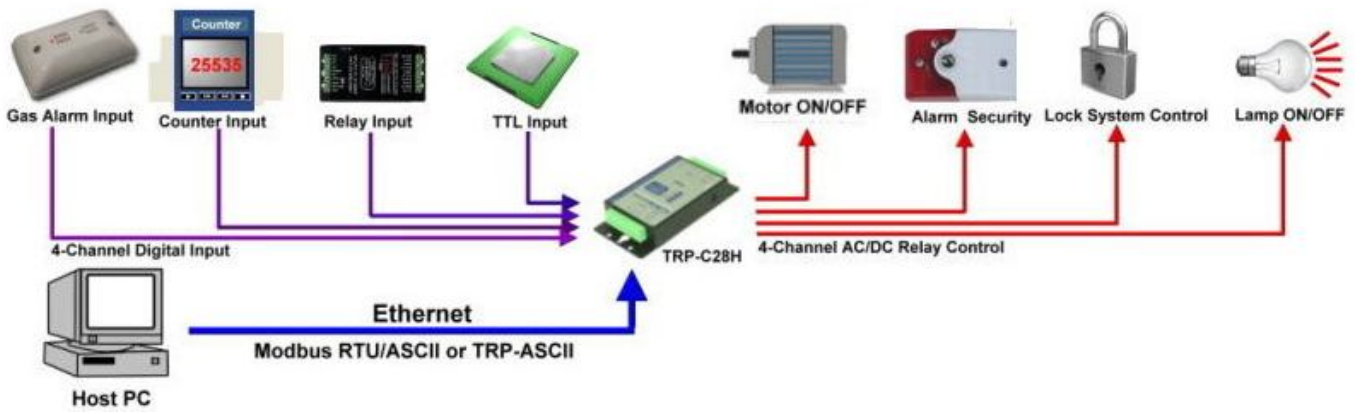 Counter
25535
Gas Alarm Input
Counter Input
Relay Input
TTL Input
Motor ON/OFF
Alarm Security
Lock System Control
Lamp ON/OFF
4-Channel Digital Input
TRP-C28H
4-Channel AC/DC Relay Control
Ethernet
Modbus RTU/ASCII or TRP-ASCII
Host PC